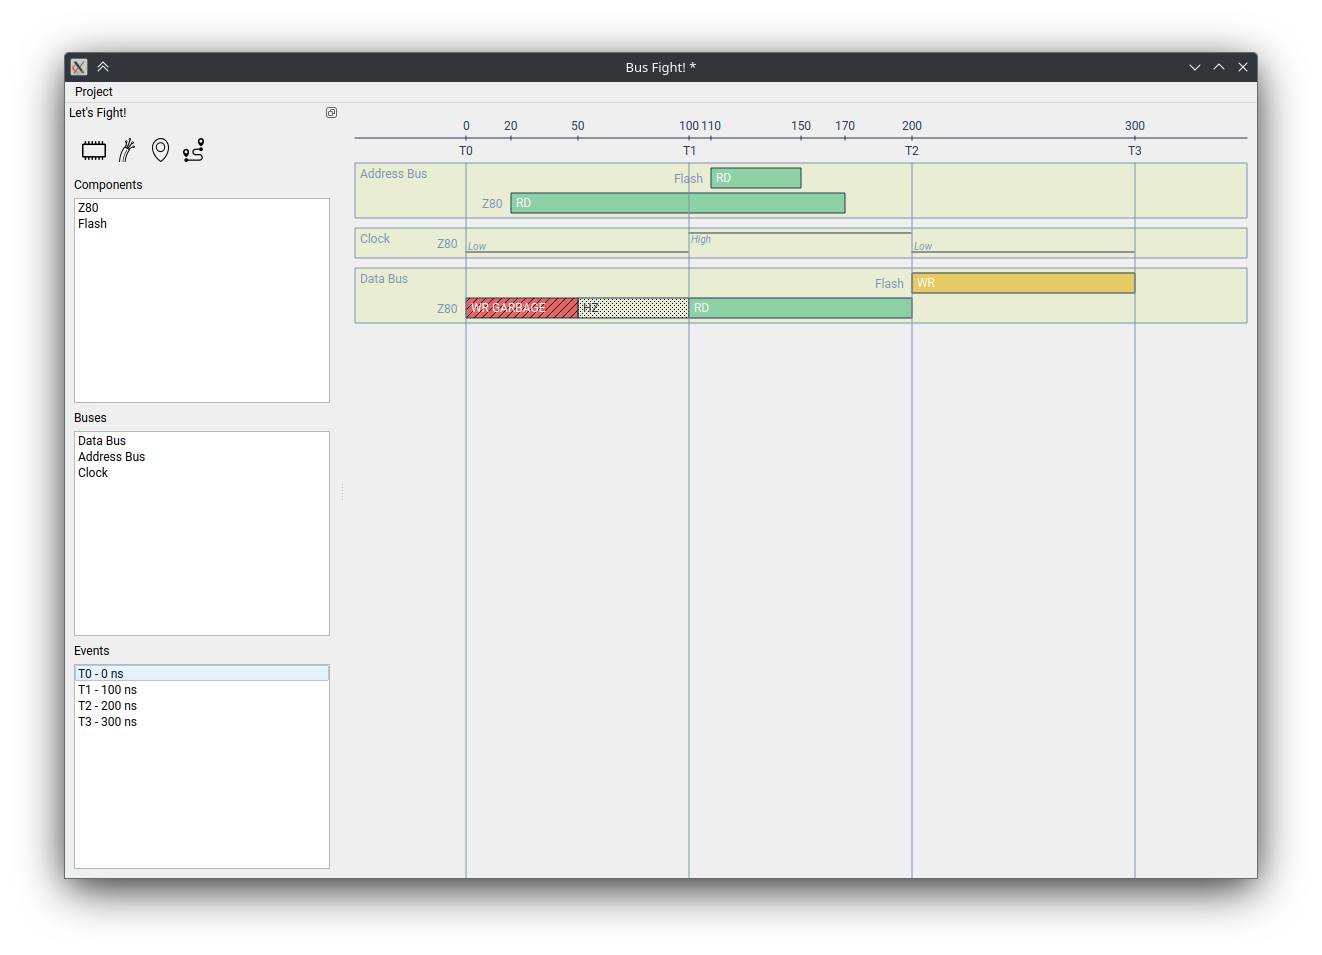 Bus Fight! *
Project
Let's Fight!
Components
Z80
Flash
Buses
Data Bus
Address Bus
Clock
Events
T0 - 0 ns
T1 - 100 ns
T2 - 200 ns
T3 - 300 ns
0 20 50 100 110 150 170 200 300
T0 T1 T2 T3
Address Bus
Flash RD
Z80 RD
Clock Z80 Low High Low
Data Bus
Flash WR
Z80 WR GARBAGE HZ RD